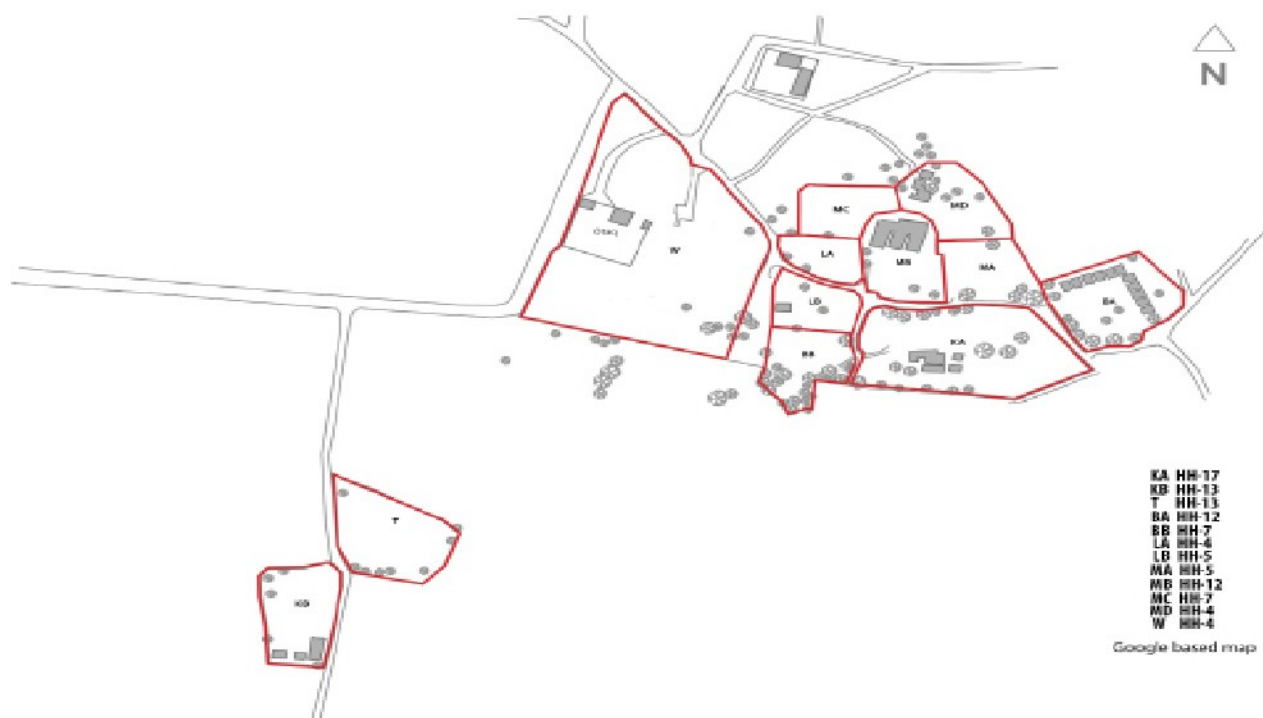 N
MC
MD
OSKI
W
LA
MB
MA
LB
BA
KA
BB
T
KB
KA HH-17
KB HH-13
T HH-13
BA HH-12
BB HH-7
LA HH-4
LB HH-5
MA HH-5
MB HH-12
MC HH-7
MD HH-4
W HH-4
Google based map